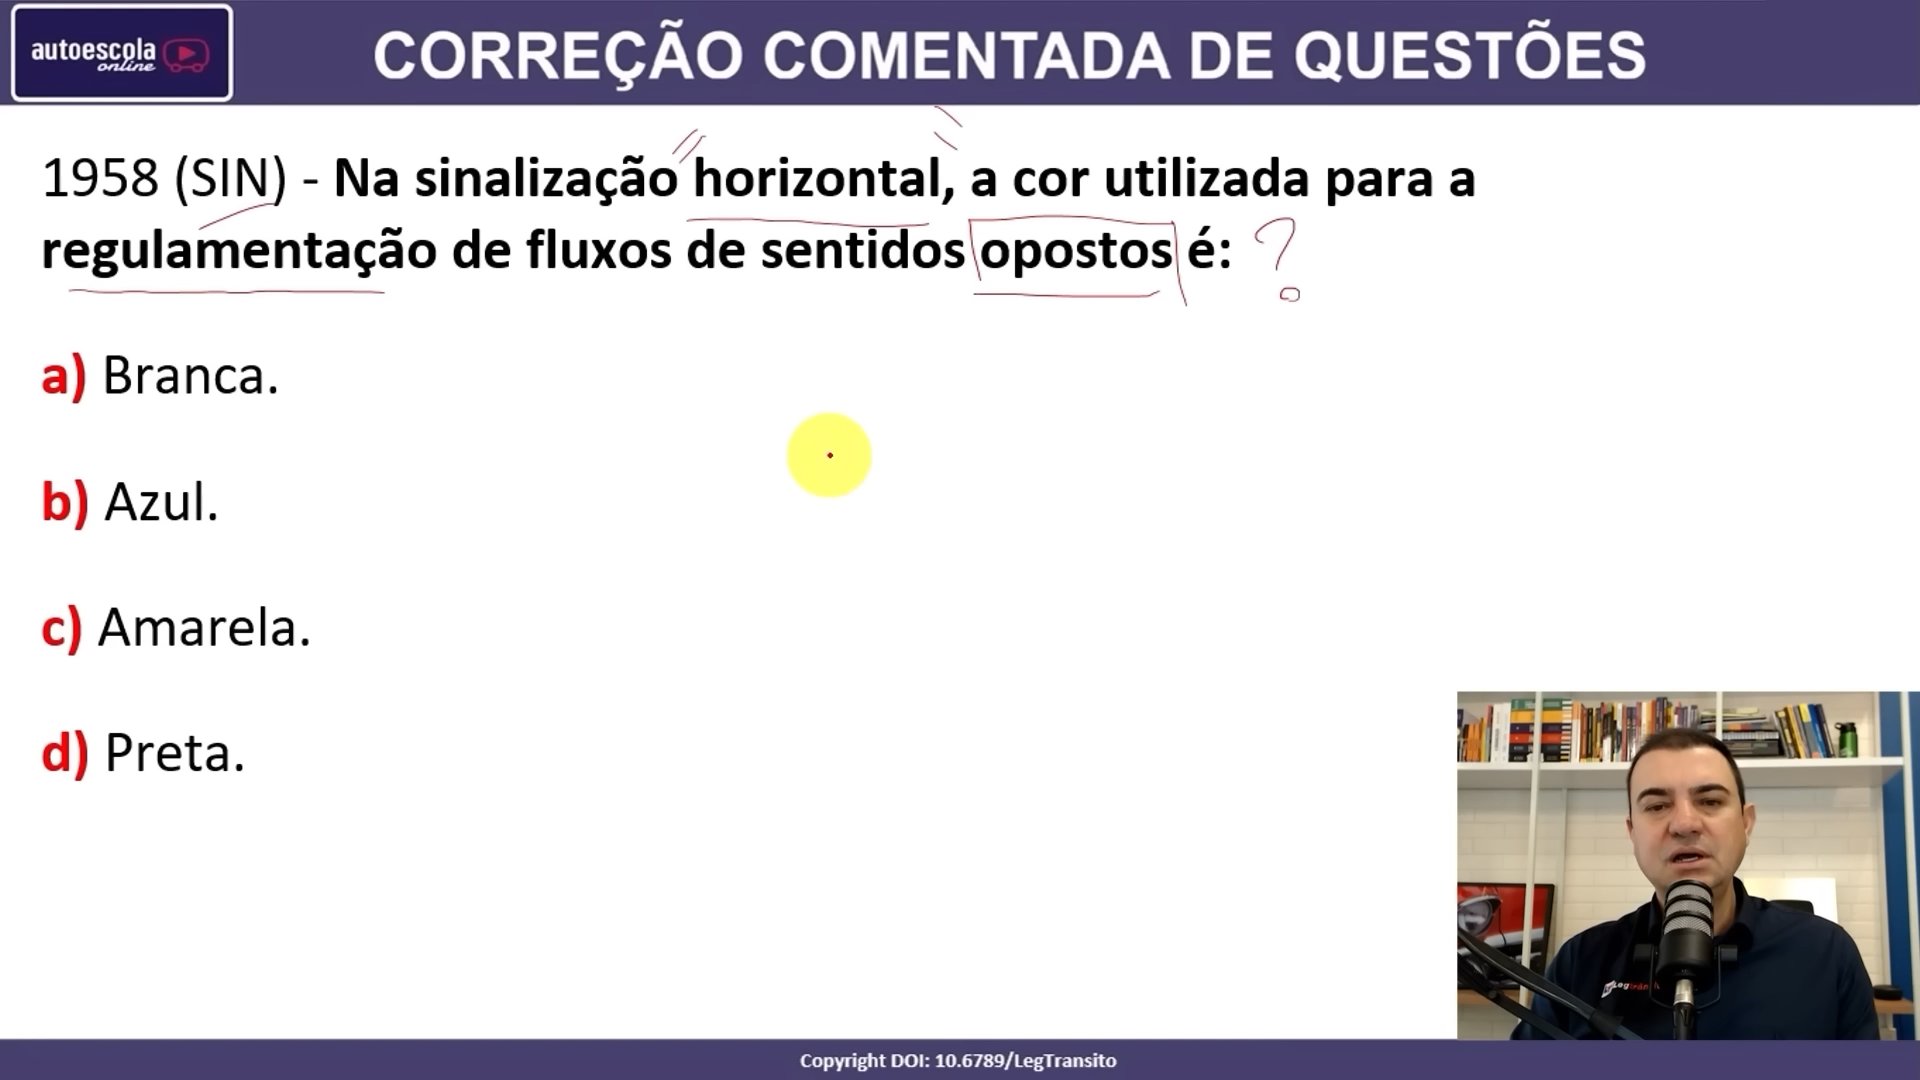 autoescola
online
CORREÇÃO COMENTADA DE QUESTÕES
1958 (SIN) - Na sinalização horizontal, a cor utilizada para a
regulamentação de fluxos de sentidos opostos é: ?
a) Branca.
b) Azul.
c) Amarela.
d) Preta.
Copyright DOI: 10.6789/LegTransito